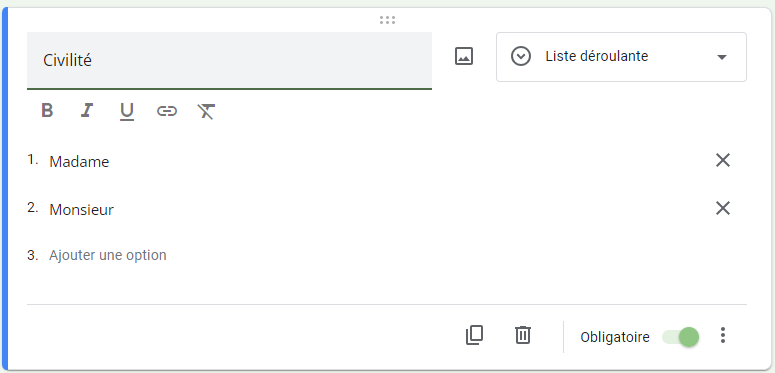 Civilité
Liste déroulante
B I U
1. Madame
2. Monsieur
3. Ajouter une option
Obligatoire